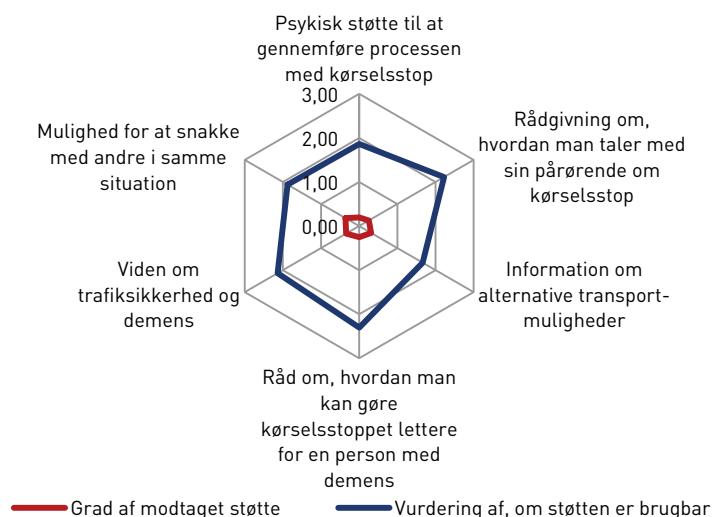 Psykisk støtte til at
gennemføre processen
med kørselsstop
3,00
2,00
1,00
0,00
Rådgivning om,
hvordan man taler med
sin pårørende om
kørselsstop
Information om
alternative transport-
muligheder
Råd om, hvordan man
kan gøre
kørselsstoppet lettere
for en person med
demens
Viden om
trafiksikkerhed og
demens
Mulighed for at snakke
med andre i samme
situation
Grad af modtaget støtte
Vurdering af, om støtten er brugbar